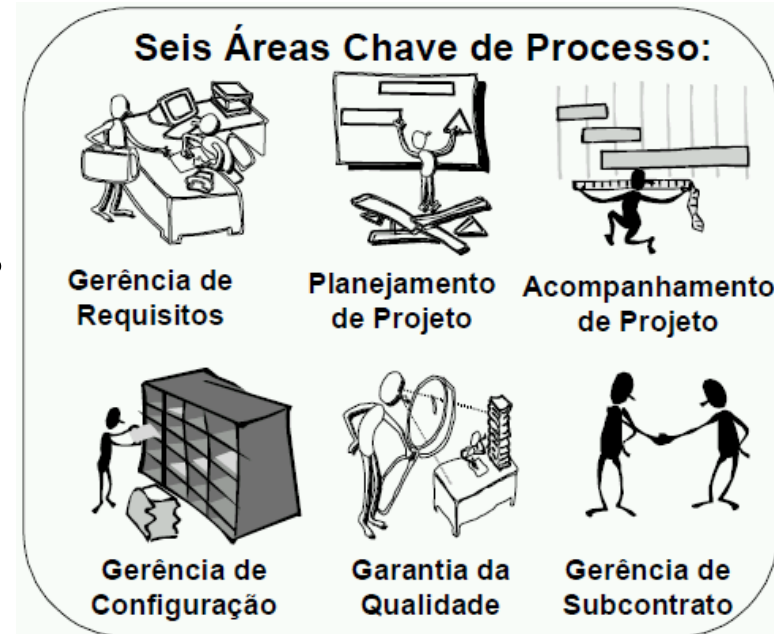 Seis Áreas Chave de Processo:
Gerência de
Requisitos
Planejamento
de Projeto
Acompanhamento
de Projeto
Gerência de
Configuração
Garantia da
Qualidade
Gerência de
Subcontrato